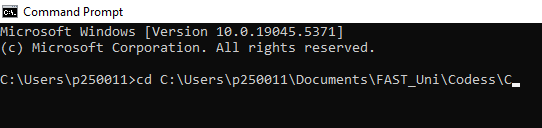 Command Prompt
Microsoft Windows [Version 10.0.19045.5371]
(c) Microsoft Corporation. All rights reserved.
C:\Users\p250011>cd C:\Users\p250011\Documents\FAST_Uni\Codess\C